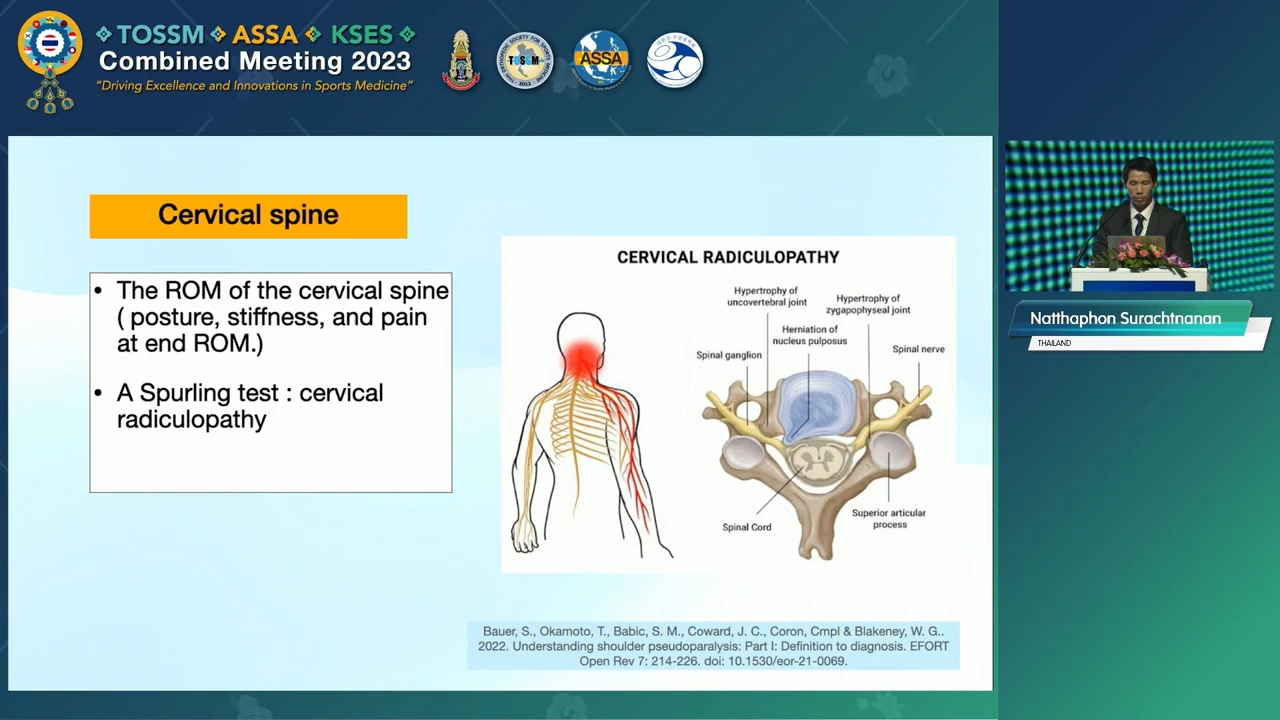 TOSSM ASSA KSES
Combined Meeting 2023
"Driving Excellence and Innovations in Sports Medicine"
TOSSM
ASSA
Cervical spine
• The ROM of the cervical spine
( posture, stiffness, and pain
at end ROM.)
• A Spurling test : cervical
radiculopathy
CERVICAL RADICULOPATHY
Hypertrophy of
uncovertebral joint
Hypertrophy of
zygapophyseal joint
Herniation of
nucleus pulposus
Spinal ganglion
Spinal nerve
Spinal Cord
Superior articular
process
Bauer, S., Okamoto, T., Babic, S. M., Coward, J. C., Coron, Cmpl & Blakeney, W. G..
2022. Understanding shoulder pseudoparalysis: Part I: Definition to diagnosis. EFORT
Open Rev 7: 214-226. doi: 10.1530/eor-21-0069.
Natthaphon Surachtnanan
THAILAND